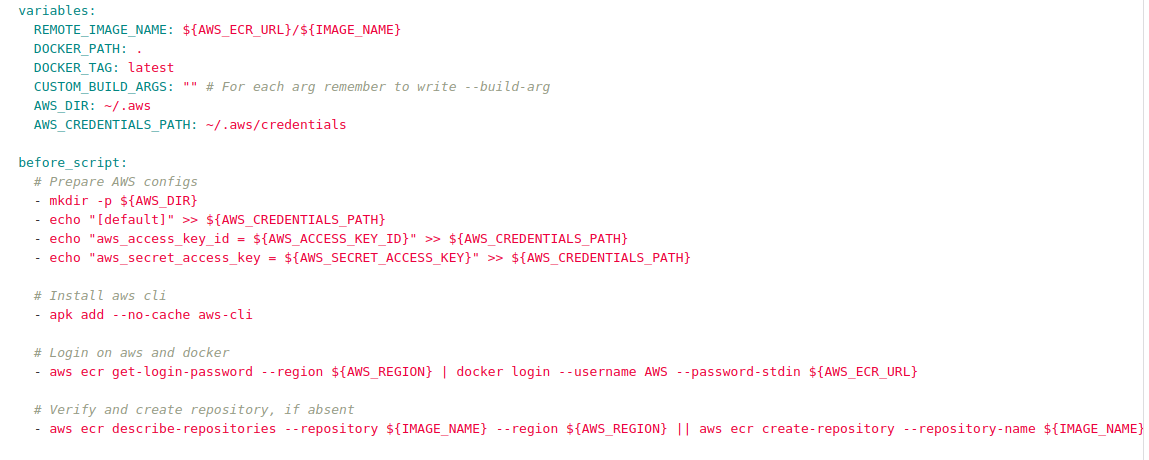 variables:
REMOTE_IMAGE_NAME: ${AWS_ECR_URL}/${IMAGE_NAME}
DOCKER_PATH: .
DOCKER_TAG: latest
CUSTOM_BUILD_ARGS: "" # For each arg remember to write --build-arg
AWS_DIR: ~/.aws
AWS_CREDENTIALS_PATH: ~/.aws/credentials
before_script:
# Prepare AWS configs
- mkdir -p ${AWS_DIR}
- echo "[default]" >> ${AWS_CREDENTIALS_PATH}
- echo "aws_access_key_id = ${AWS_ACCESS_KEY_ID}" >> ${AWS_CREDENTIALS_PATH}
- echo "aws_secret_access_key = ${AWS_SECRET_ACCESS_KEY}" >> ${AWS_CREDENTIALS_PATH}
# Install aws cli
- apk add --no-cache aws-cli
# Login on aws and docker
- aws ecr get-login-password --region ${AWS_REGION} | docker login --username AWS --password-stdin ${AWS_ECR_URL}
# Verify and create repository, if absent
- aws ecr describe-repositories --repository ${IMAGE_NAME} --region ${AWS_REGION} || aws ecr create-repository --repository-name ${IMAGE_NAME}